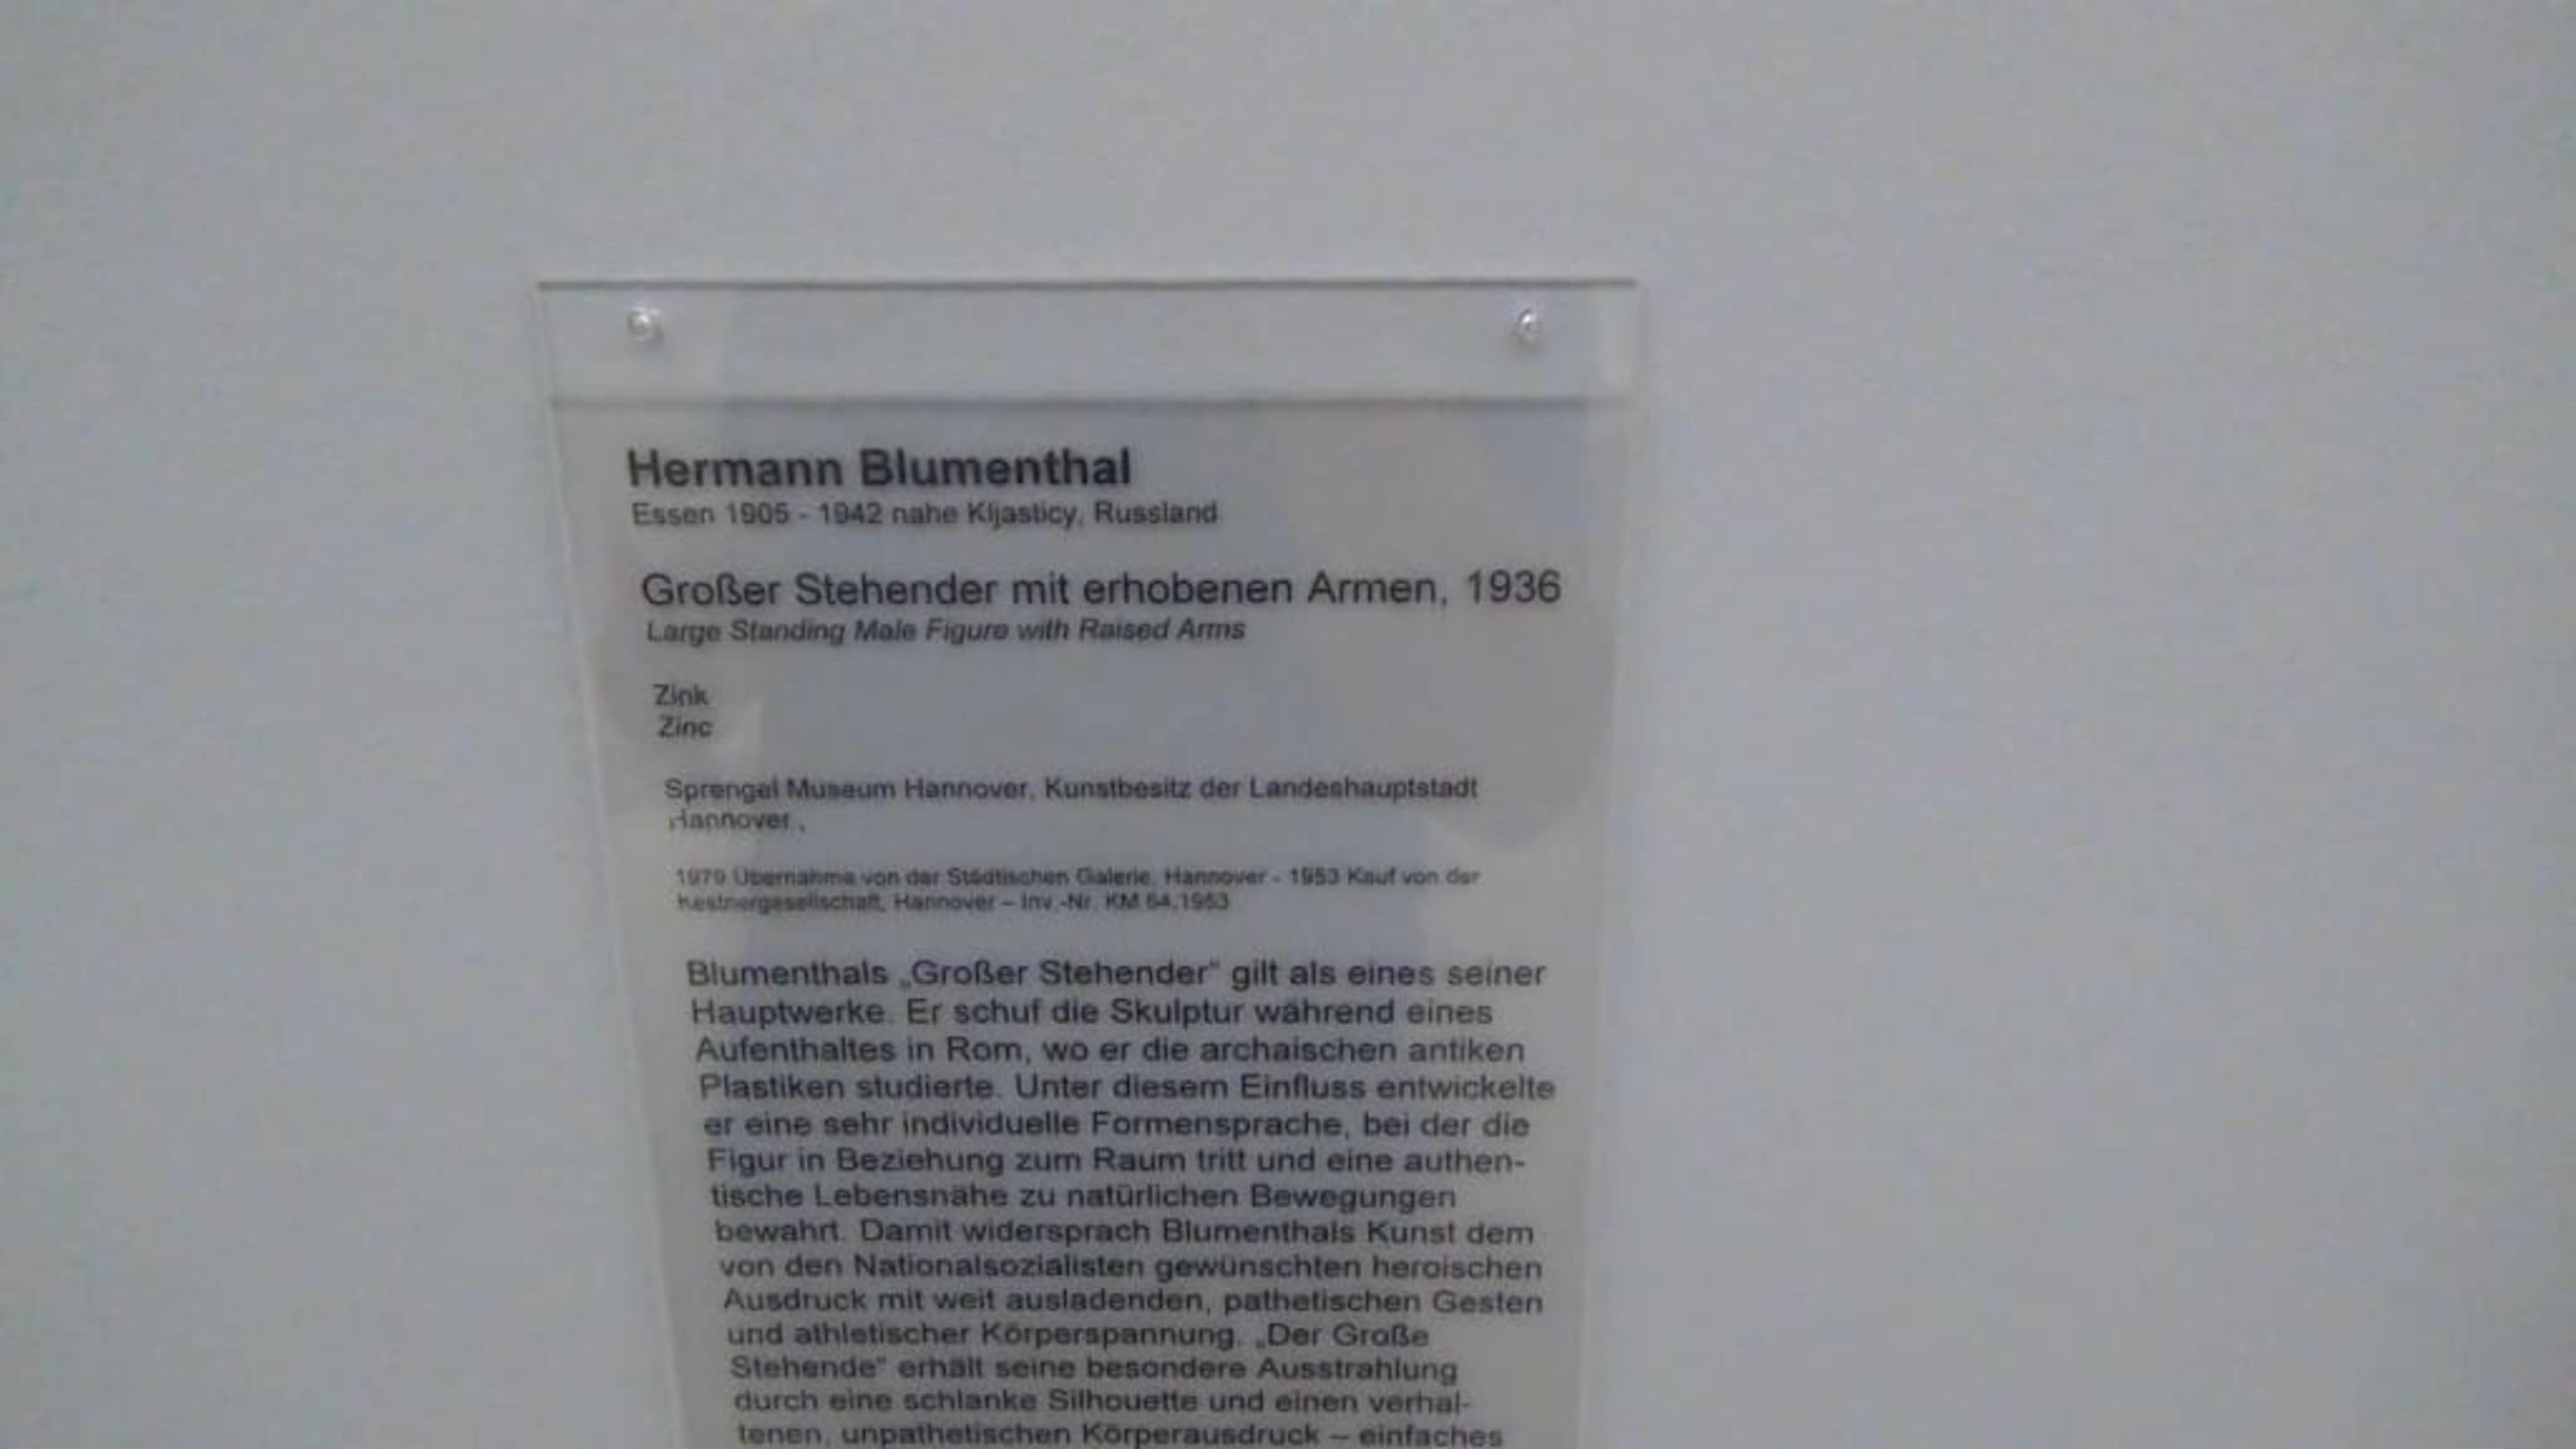 Hermann Blumenthal
Essen 1905 - 1942 nahe Kljasticy, Russland
Großer Stehender mit erhobenen Armen, 1936
Large Standing Male Figure with Raised Arms
Zink
Zinc
Sprengel Museum Hannover, Kunstbesitz der Landeshauptstadt
Hannover,
1979 Übernahme von der Städtischen Galerie, Hannover - 1953 Kauf von der
Kestnergesellschaft, Hannover – Inv.-Nr. KM 64,1953
Blumenthals „Großer Stehender“ gilt als eines seiner
Hauptwerke. Er schuf die Skulptur während eines
Aufenthaltes in Rom, wo er die archaischen antiken
Plastiken studierte. Unter diesem Einfluss entwickelte
er eine sehr individuelle Formensprache, bei der die
Figur in Beziehung zum Raum tritt und eine authen-
tische Lebensnähe zu natürlichen Bewegungen
bewahrt. Damit widersprach Blumenthals Kunst dem
von den Nationalsozialisten gewünschten heroischen
Ausdruck mit weit ausladenden, pathetischen Gesten
und athletischer Körperspannung. „Der Große
Stehende“ erhält seine besondere Ausstrahlung
durch eine schlanke Silhouette und einen verhal-
tenen, unpathetischen Körperausdruck – einfaches